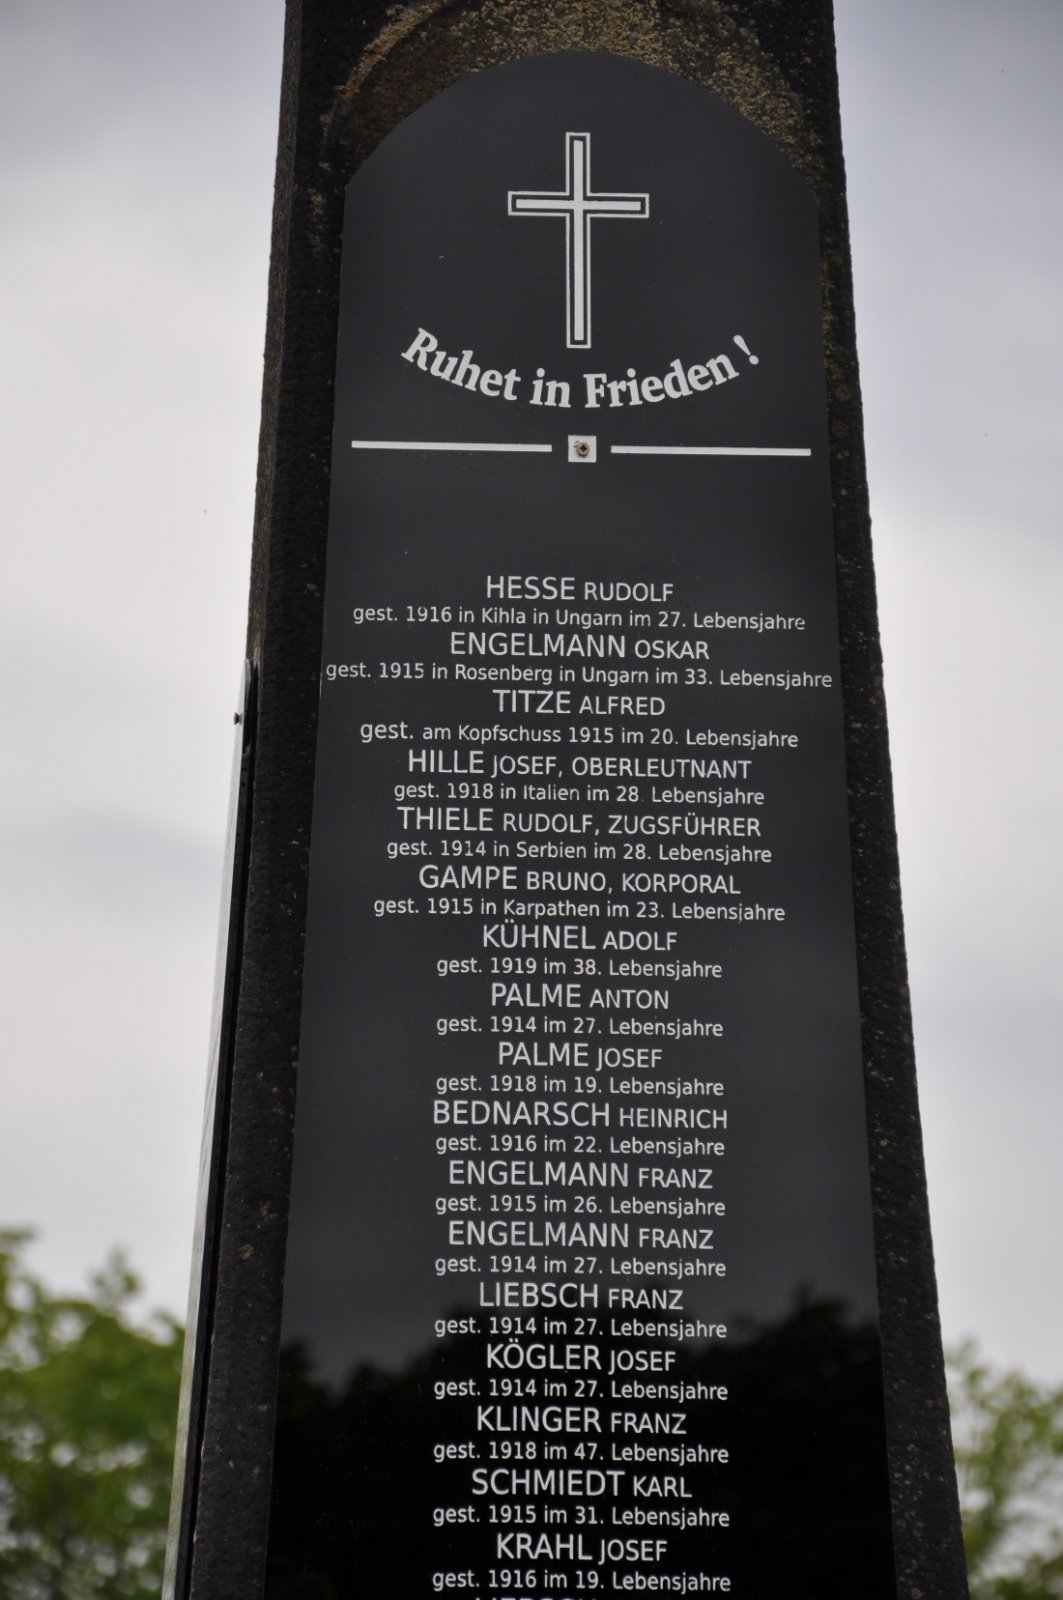 Ruhet in Frieden !
HESSE RUDOLF
gest. 1916 in Kihla in Ungarn im 27. Lebensjahre
ENGELMANN OSKAR
gest. 1915 in Rosenberg in Ungarn im 33. Lebensjahre
TITZE ALFRED
gest. am Kopfschuss 1915 im 20. Lebensjahre
HILLE JOSEF, OBERLEUTNANT
gest. 1918 in Italien im 28. Lebensjahre
THIELE RUDOLF, ZUGSFÜHRER
gest. 1914 in Serbien im 28. Lebensjahre
GAMPE BRUNO, KORPORAL
gest. 1915 in Karpathen im 23. Lebensjahre
KÜHNEL ADOLF
gest. 1919 im 38. Lebensjahre
PALME ANTON
gest. 1914 im 27. Lebensjahre
PALME JOSEF
gest. 1918 im 19. Lebensjahre
BEDNARSCH HEINRICH
gest. 1916 im 22. Lebensjahre
ENGELMANN FRANZ
gest. 1915 im 26. Lebensjahre
ENGELMANN FRANZ
gest. 1914 im 27. Lebensjahre
LIEBSCH FRANZ
gest. 1914 im 27. Lebensjahre
KÖGLER JOSEF
gest. 1914 im 27. Lebensjahre
KLINGER FRANZ
gest. 1918 im 47. Lebensjahre
SCHMIEDT KARL
gest. 1915 im 31. Lebensjahre
KRAHL JOSEF
gest. 1916 im 19. Lebensjahre